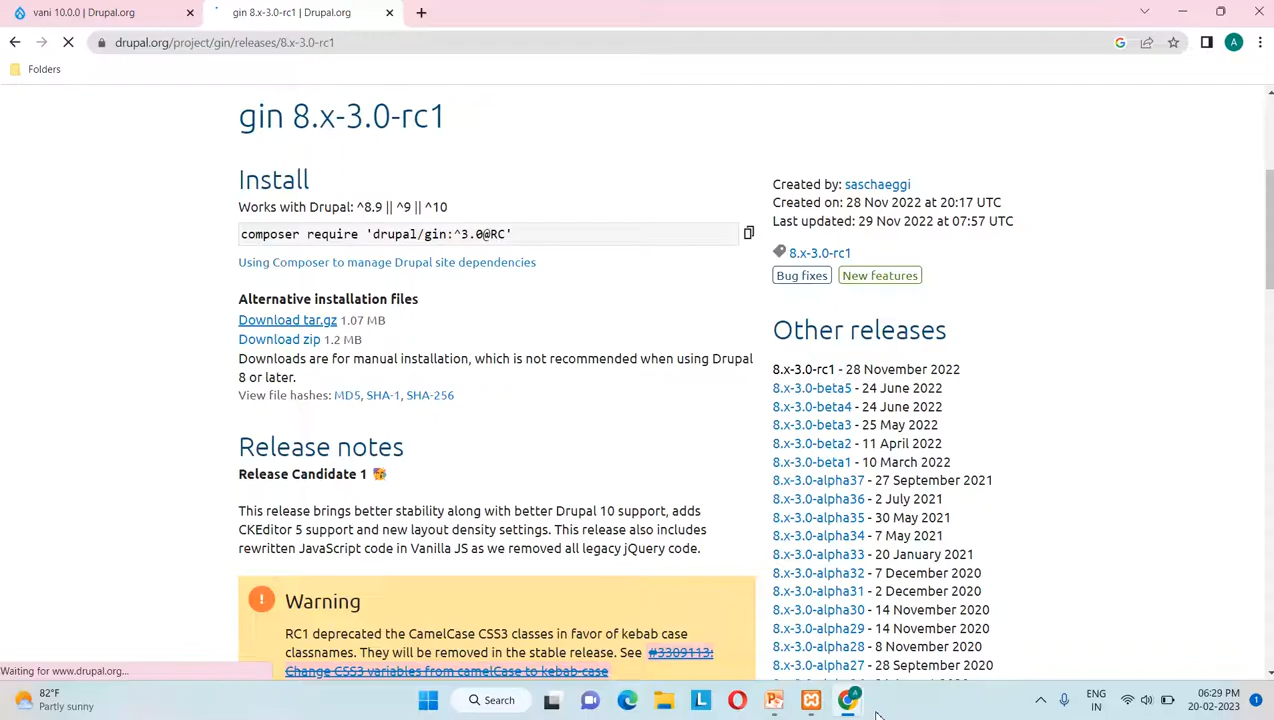 vani 10.0.0 | Drupal.org
gin 8.x-3.0-rc1 | Drupal.org
drupal.org/project/gin/releases/8.x-3.0-rc1
A
Folders
gin 8.x-3.0-rc1
Install
Works with Drupal: ^8.9 || ^9 || ^10
composer require 'drupal/gin:^3.0@RC'
Using Composer to manage Drupal site dependencies
Alternative installation files
Download tar.gz 1.07 MB
Download zip 1.2 MB
Downloads are for manual installation, which is not recommended when using Drupal
8 or later.
View file hashes: MD5, SHA-1, SHA-256
Release notes
Release Candidate 1
This release brings better stability along with better Drupal 10 support, adds
CKEditor 5 support and new layout density settings. This release also includes
rewritten JavaScript code in Vanilla JS as we removed all legacy jQuery code.
Warning
RC1 deprecated the CamelCase CSS3 classes in favor of kebab case
classnames. They will be removed in the stable release. See #3309113:
Change CSS3 variables from camelCase to kebab-case
Created by: saschaeggi
Created on: 28 Nov 2022 at 20:17 UTC
Last updated: 29 Nov 2022 at 07:57 UTC
8.x-3.0-rc1
Bug fixes New features
Other releases
8.x-3.0-rc1 - 28 November 2022
8.x-3.0-beta5 - 24 June 2022
8.x-3.0-beta4 - 24 June 2022
8.x-3.0-beta3 - 25 May 2022
8.x-3.0-beta2 - 11 April 2022
8.x-3.0-beta1 - 10 March 2022
8.x-3.0-alpha37 - 27 September 2021
8.x-3.0-alpha36 - 2 July 2021
8.x-3.0-alpha35 - 30 May 2021
8.x-3.0-alpha34 - 7 May 2021
8.x-3.0-alpha33 - 20 January 2021
8.x-3.0-alpha32 - 7 December 2020
8.x-3.0-alpha31 - 2 December 2020
8.x-3.0-alpha30 - 14 November 2020
8.x-3.0-alpha29 - 14 November 2020
8.x-3.0-alpha28 - 8 November 2020
8.x-3.0-alpha27 - 28 September 2020
Waiting for www.drupal.org...
82°F
Partly sunny
Search
ENG
IN
06:29 PM
20-02-2023
1